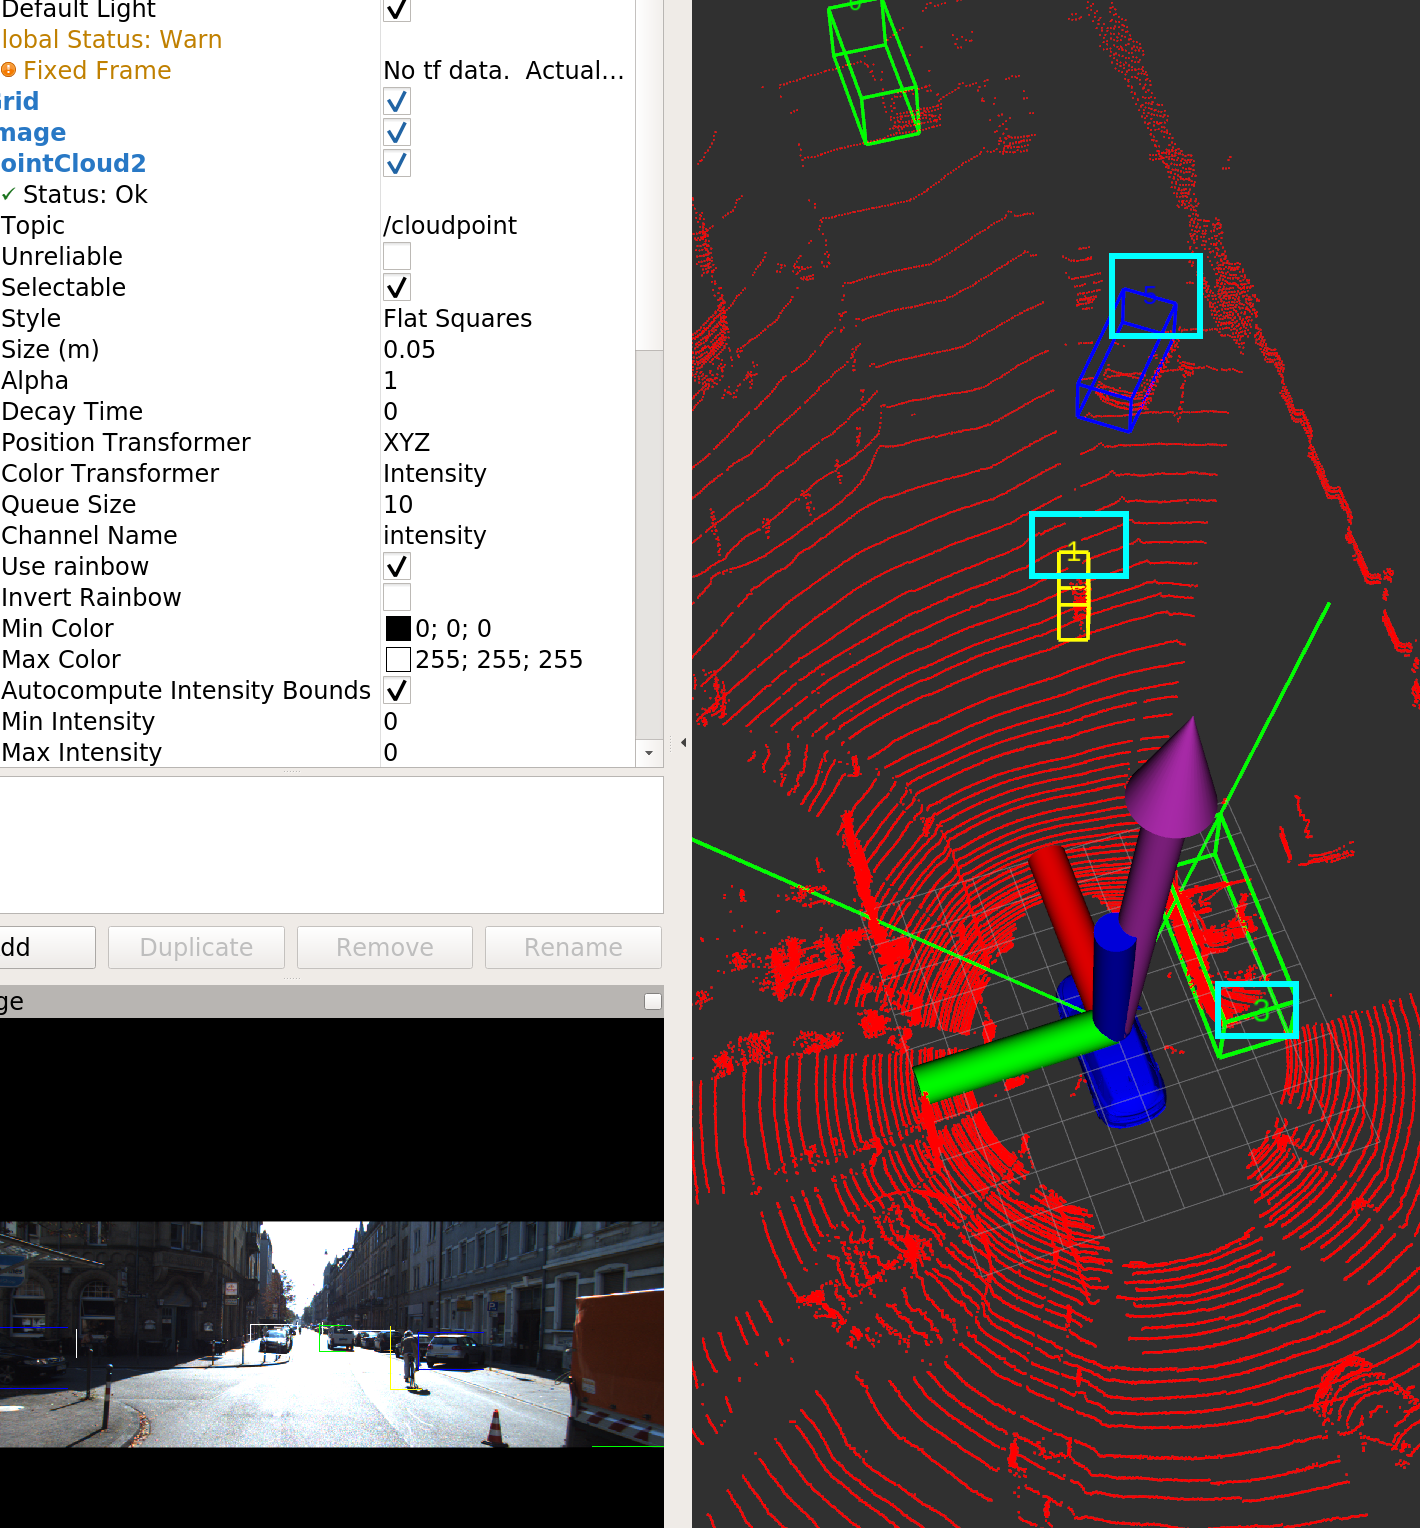 Default Light
lobal Status: Warn
Fixed Frame No tf data.  Actual...
rid
mage
ointCloud2
Status: Ok
Topic /cloudpoint
Unreliable
Selectable
Style Flat Squares
Size (m) 0.05
Alpha 1
Decay Time 0
Position Transformer XYZ
Color Transformer Intensity
Queue Size 10
Channel Name intensity
Use rainbow
Invert Rainbow
Min Color 0; 0; 0
Max Color 255; 255; 255
Autocompute Intensity Bounds
Min Intensity 0
Max Intensity 0
dd Duplicate Remove Rename
ge
5
1
3